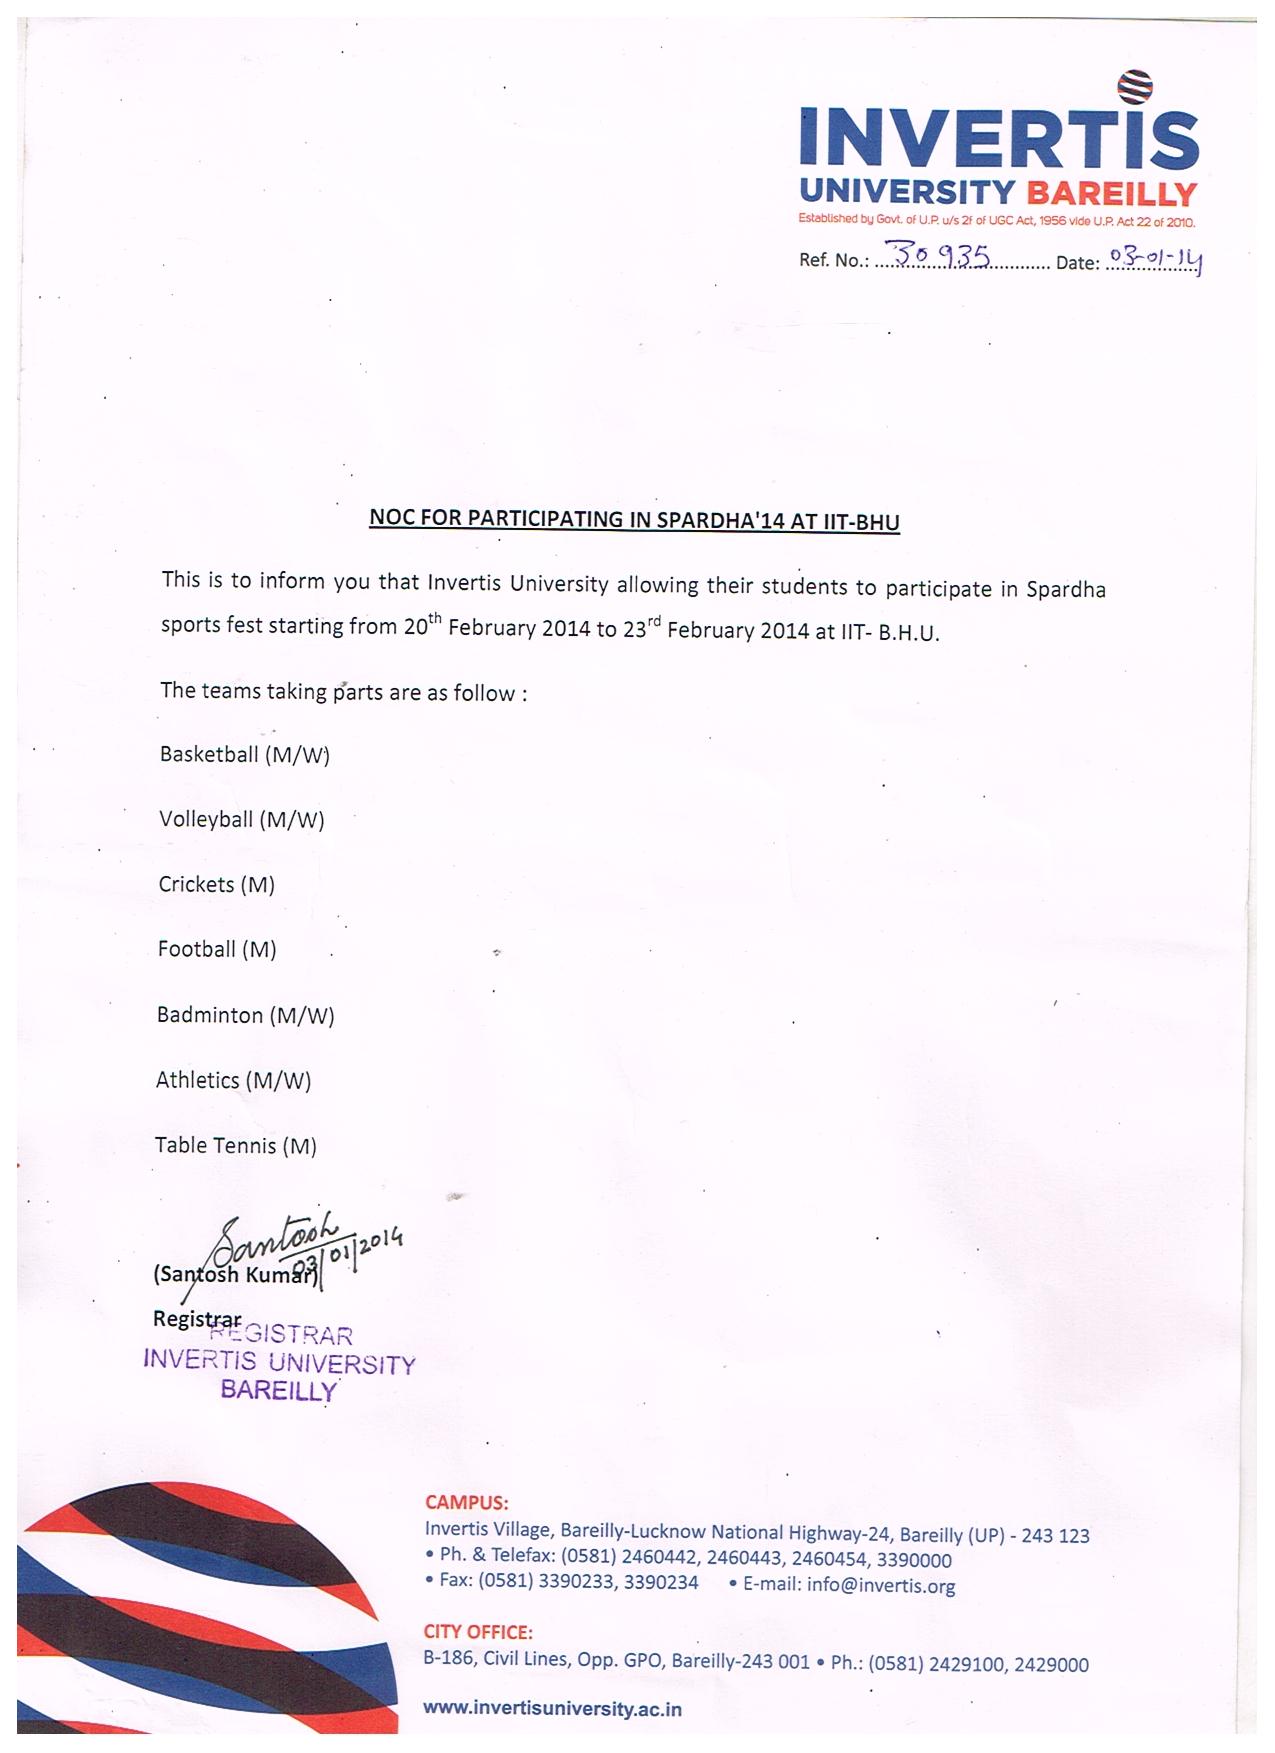 INVERTIS
UNIVERSITY BAREILLY
Established by Govt. of U.P. u/s 2f of UGC Act, 1956 vide U.P. Act 22 of 2010.
Ref. No.: 30935 Date: 03-01-14
NOC FOR PARTICIPATING IN SPARDHA'14 AT IIT-BHU
This is to inform you that Invertis University allowing their students to participate in Spardha
sports fest starting from 20th February 2014 to 23rd February 2014 at IIT- B.H.U.
The teams taking parts are as follow :
Basketball (M/W)
Volleyball (M/W)
Crickets (M)
Football (M)
Badminton (M/W)
Athletics (M/W)
Table Tennis (M)
Santosh
03/01/2014
(Santosh Kumar)
Registrar
REGISTRAR
INVERTIS UNIVERSITY
BAREILLY
CAMPUS:
Invertis Village, Bareilly-Lucknow National Highway-24, Bareilly (UP) - 243 123
• Ph. & Telefax: (0581) 2460442, 2460443, 2460454, 3390000
• Fax: (0581) 3390233, 3390234 • E-mail: info@invertis.org
CITY OFFICE:
B-186, Civil Lines, Opp. GPO, Bareilly-243 001 • Ph.: (0581) 2429100, 2429000
www.invertisuniversity.ac.in